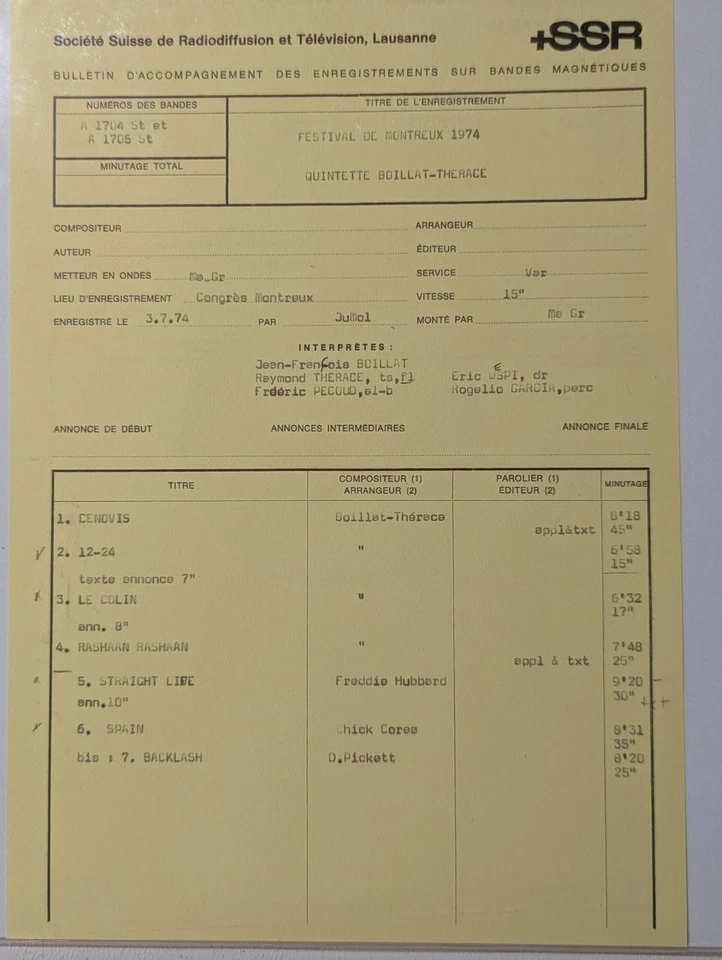 Société Suisse de Radiodiffusion et Télévision, Lausanne
+SSR
BULLETIN D'ACCOMPAGNEMENT DES ENREGISTREMENTS SUR BANDES MAGNÉTIQUES
NUMÉROS DES BANDES
TITRE DE L'ENREGISTREMENT
A 1704 St et
A 1705 St
FESTIVAL DE MONTREUX 1974
MINUTAGE TOTAL
QUINTETTE BOILLAT-THERACE
COMPOSITEUR
ARRANGEUR
AUTEUR
ÉDITEUR
METTEUR EN ONDES Ma-Gr
SERVICE Var
LIEU D'ENREGISTREMENT Congrès Montreux
VITESSE 15"
ENREGISTRÉ LE 3.7.74 PAR JuMol
MONTÉ PAR Ma Gr
INTERPRÈTES :
Jean-François BOILLAT
Raymond THERACE, ts,fl Eric USPI, dr
Frédéric PECOUD,el-b Rogelio GARCIA,perc
ANNONCE DE DÉBUT ANNONCES INTERMÉDIAIRES ANNONCE FINALE
TITRE COMPOSITEUR (1) ARRANGEUR (2) PAROLIER (1) ÉDITEUR (2) MINUTAGE
1. CENOVIS Boillat-Thérace 8'18
appl&txt 45"
2. 12-24 " 6'58
15"
texte annonce 7"
3. LE COLIN " 6'32
17"
ann. 8"
4. RASHAAN RASHAAN " 7'48
appl & txt 25"
5. STRAIGHT LIFE Freddie Hubbard 9'20
ann.10" 30"
6. SPAIN Chick Corea 8'31
35"
bis : 7. BACKLASH D.Pickett 8'20
25"